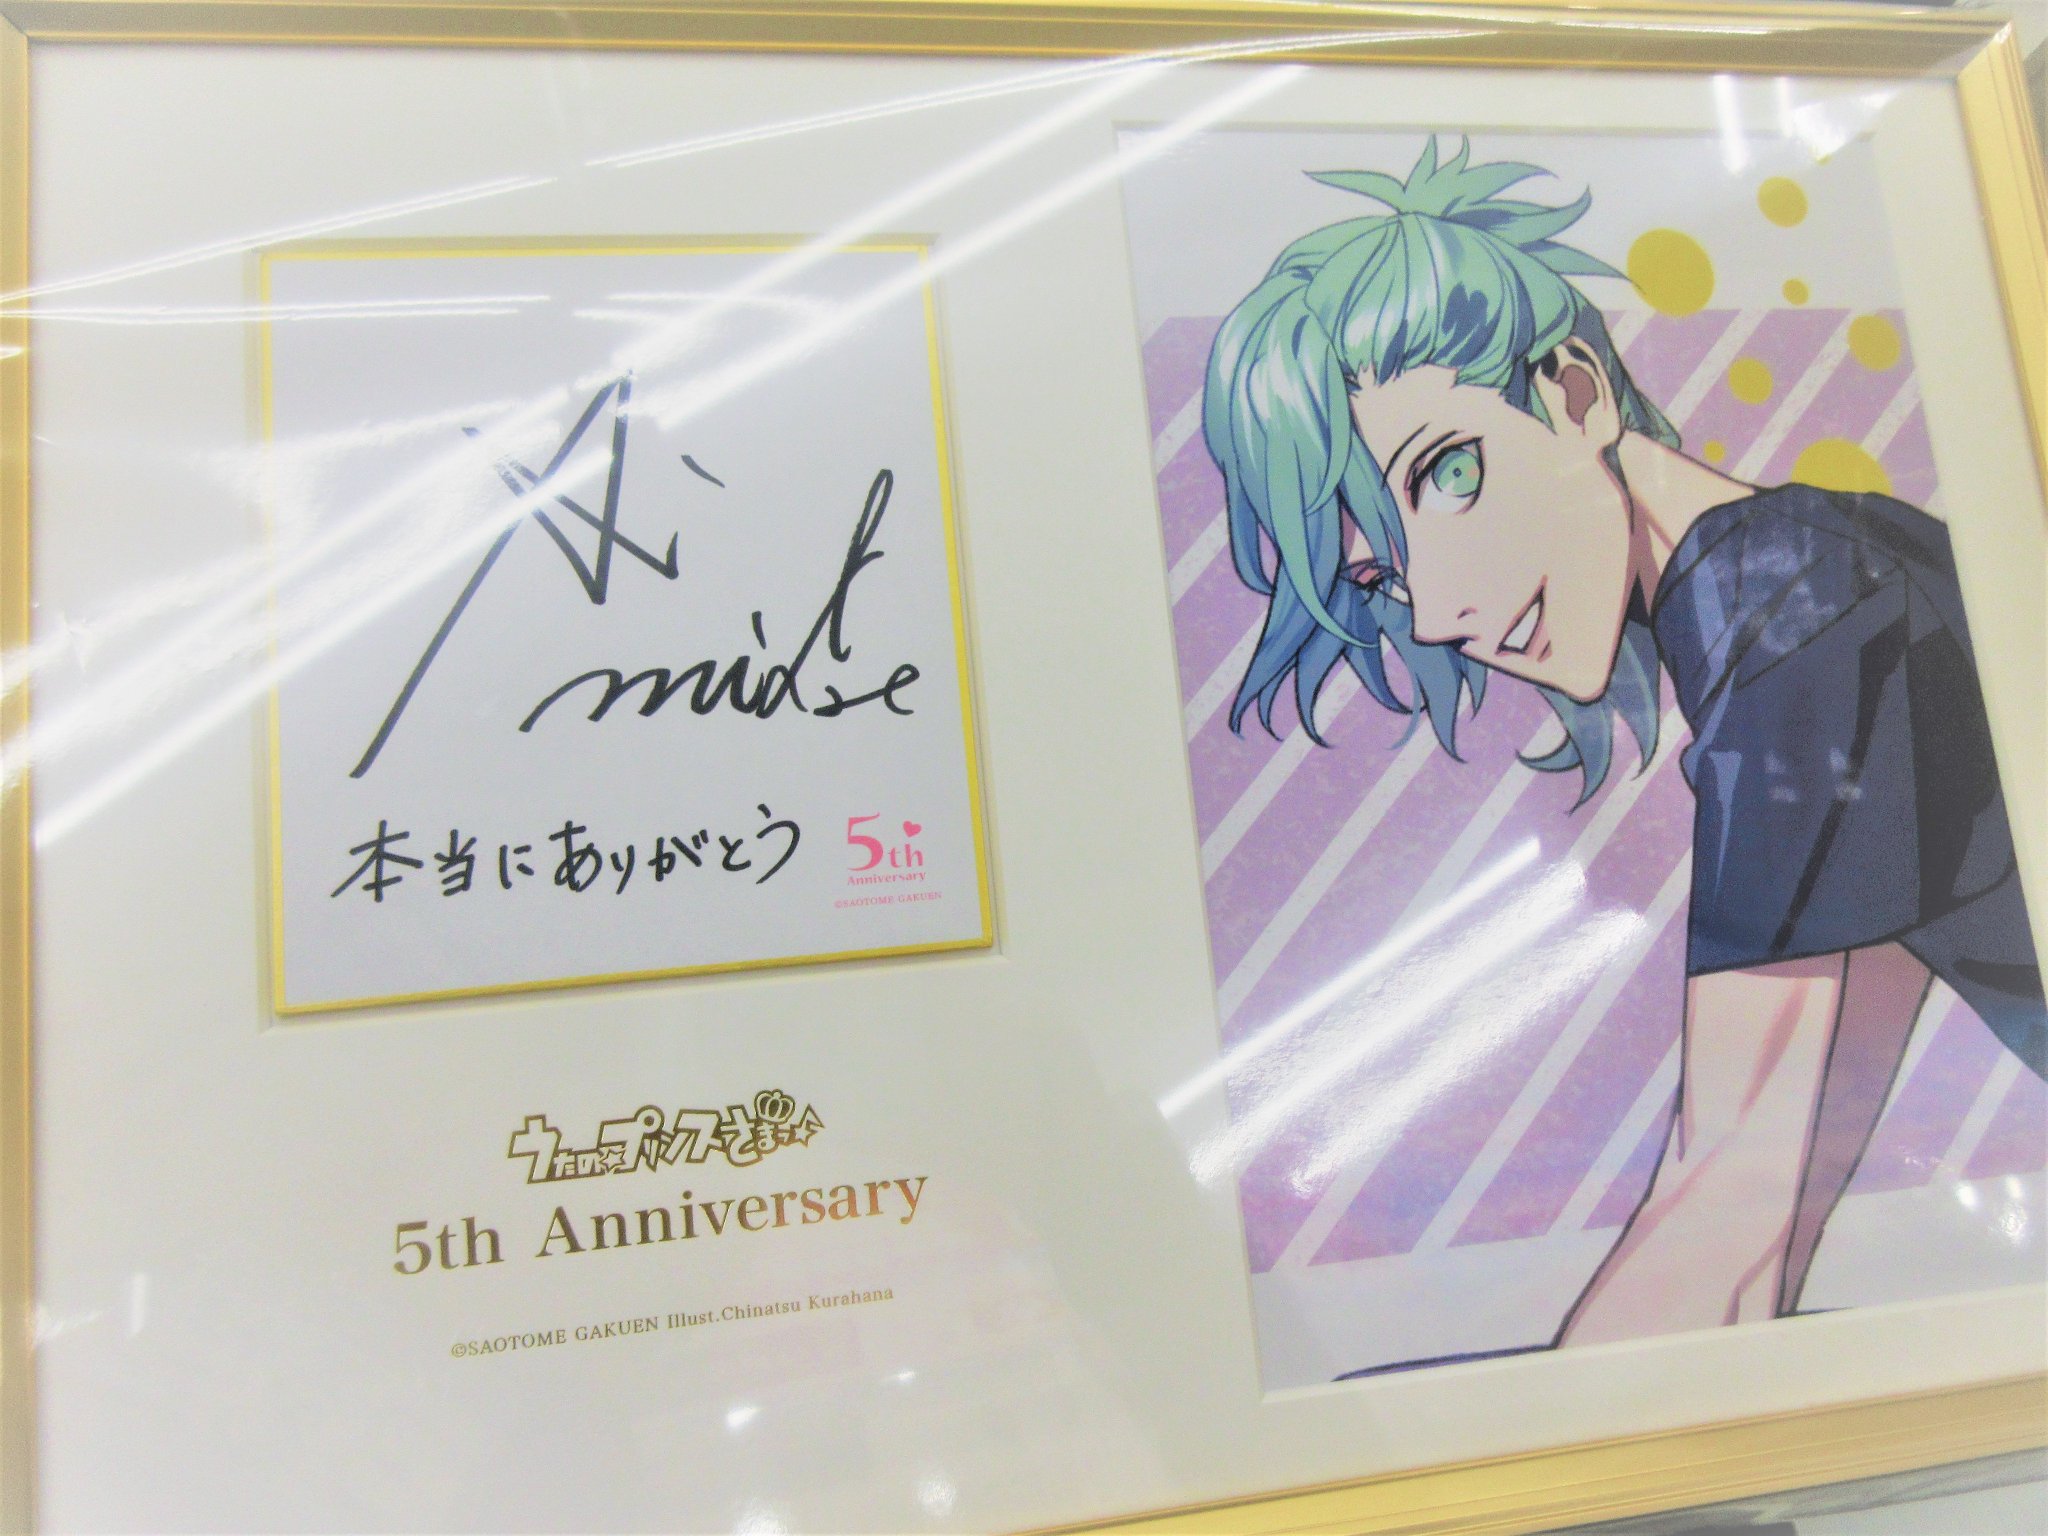 Ai
mikaze
本当にありがとう
5th
Anniversary
©SAOTOME GAKUEN
うたの☆プリンスさまっ♪
5th Anniversary
©SAOTOME GAKUEN Illust.Chinatsu Kurahana